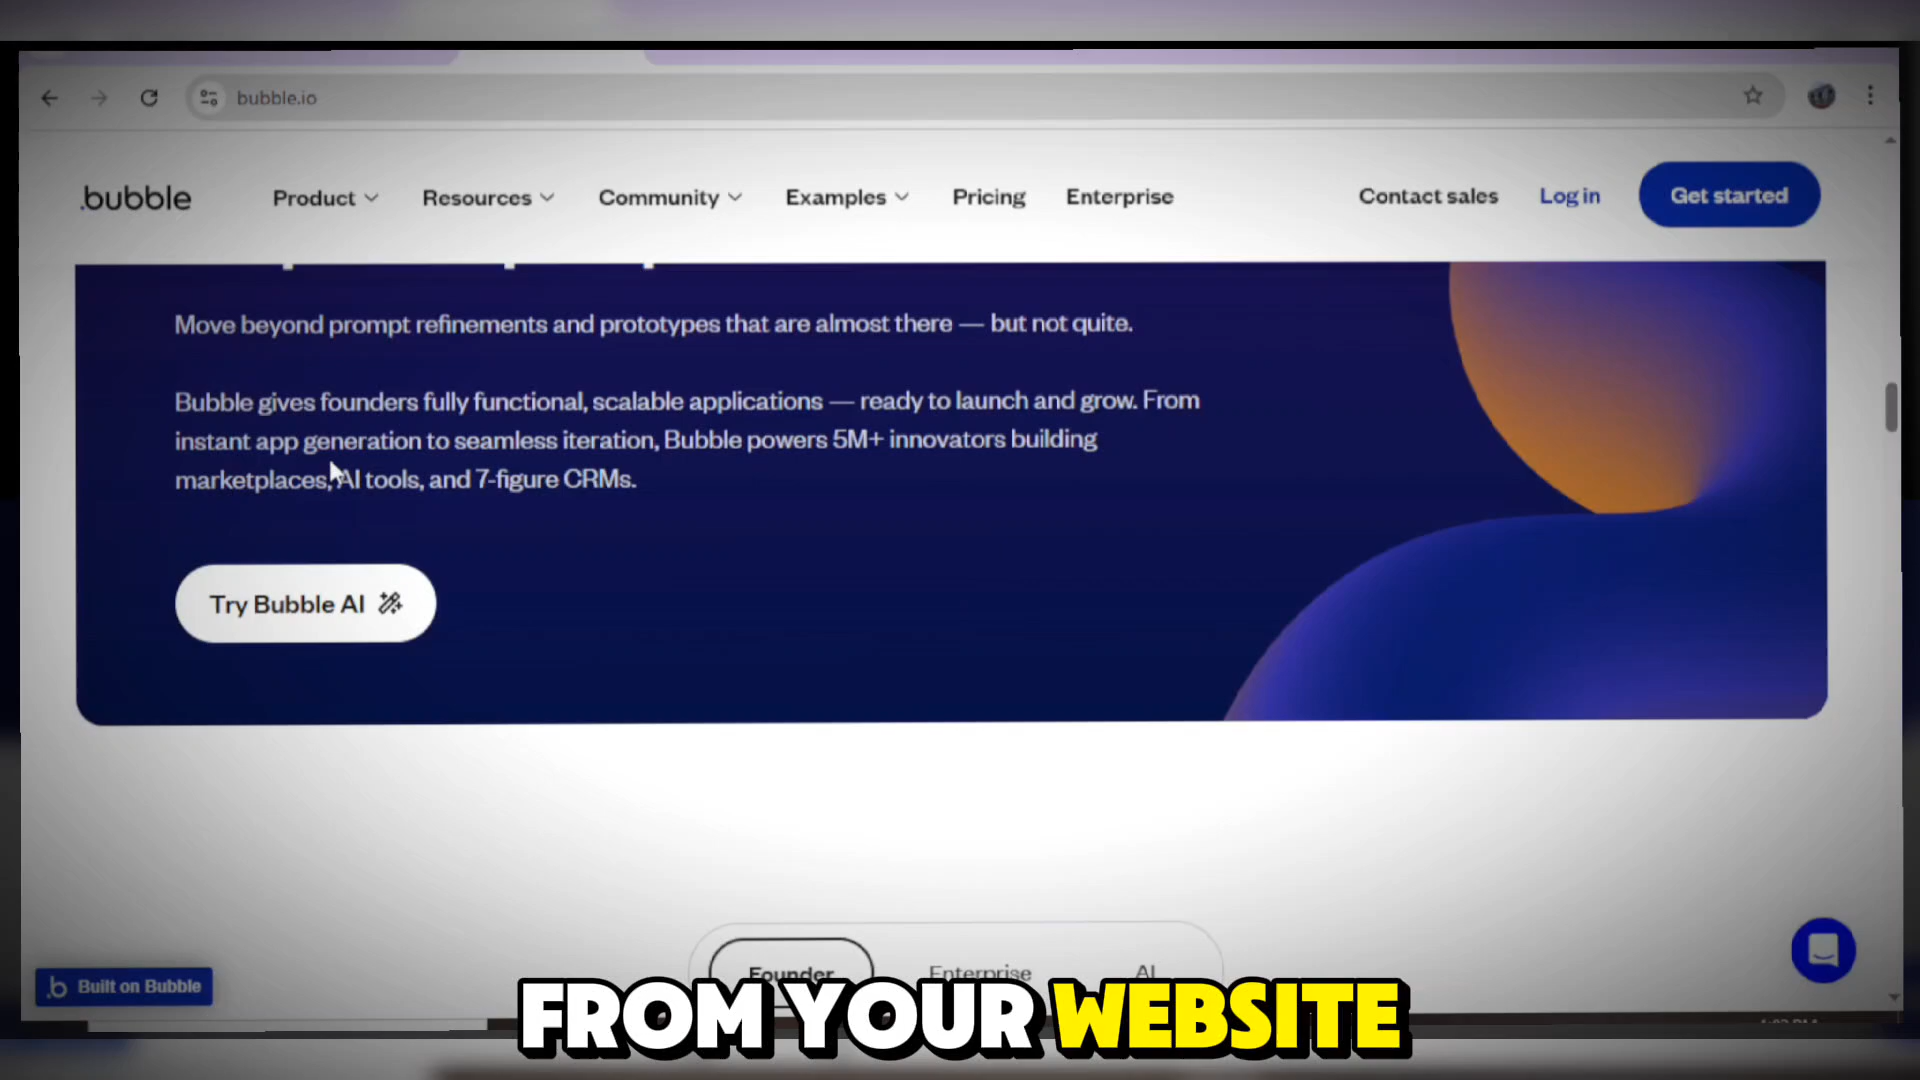 bubble.io
.bubble
Product
Resources
Community
Examples
Pricing
Enterprise
Contact sales
Log in
Get started
Move beyond prompt refinements and prototypes that are almost there — but not quite.
Bubble gives founders fully functional, scalable applications — ready to launch and grow. From
instant app generation to seamless iteration, Bubble powers 5M+ innovators building
marketplaces, AI tools, and 7-figure CRMs.
Try Bubble AI
Founder
Enterprise
AI
.b Built on Bubble
FROM YOUR WEBSITE